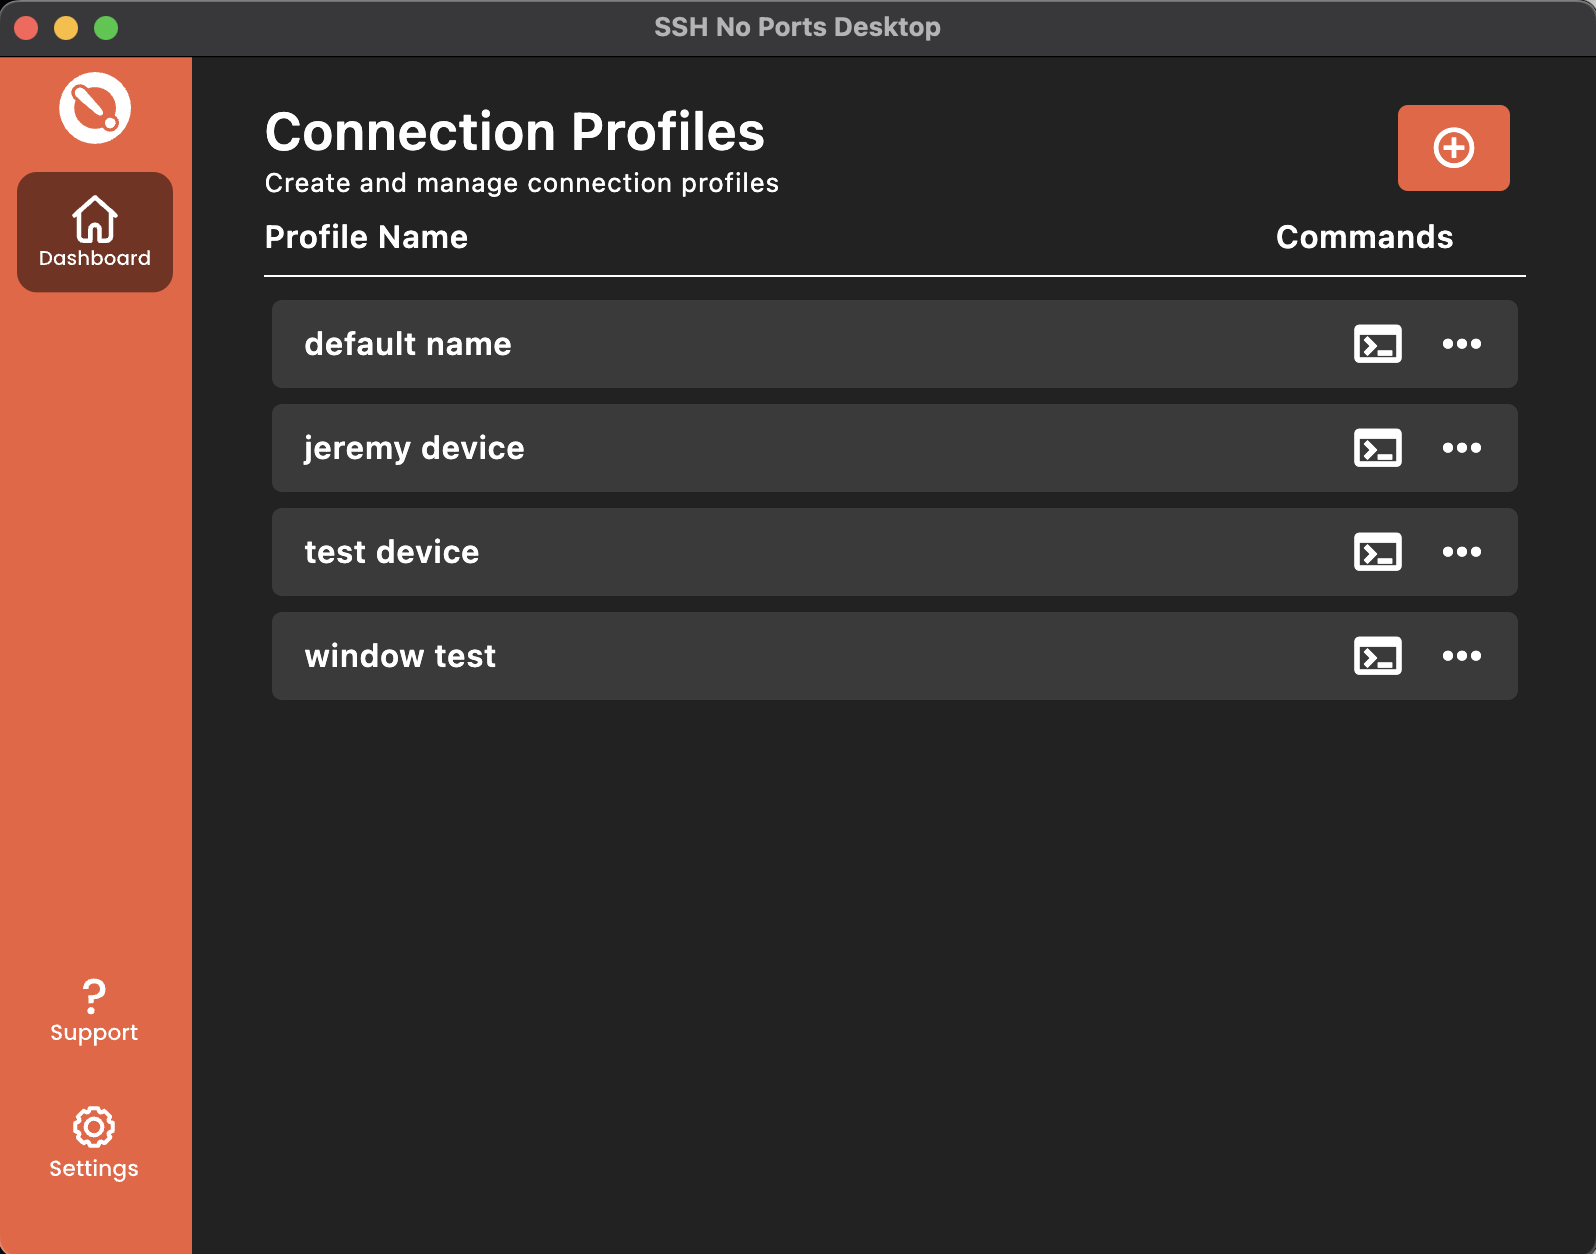 SSH No Ports Desktop
Connection Profiles
Create and manage connection profiles
Profile Name
Commands
Dashboard
default name
jeremy device
test device
window test
Support
Settings